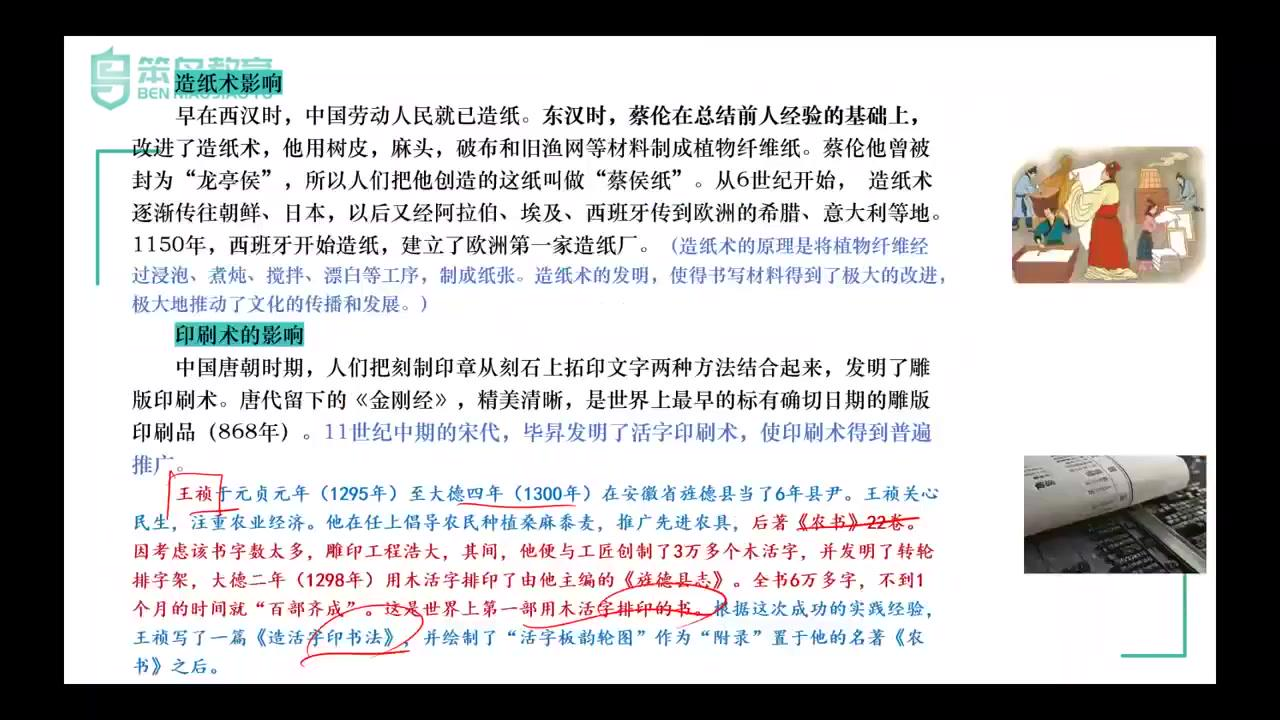 笨鸟教育
造纸术影响
早在西汉时，中国劳动人民就已造纸。东汉时，蔡伦在总结前人经验的基础上，
改进了造纸术，他用树皮，麻头，破布和旧渔网等材料制成植物纤维纸。蔡伦他曾被
封为“龙亭侯”，所以人们把他创造的这纸叫做“蔡侯纸”。从6世纪开始， 造纸术
逐渐传往朝鲜、日本，以后又经阿拉伯、埃及、西班牙传到欧洲的希腊、意大利等地。
1150年，西班牙开始造纸，建立了欧洲第一家造纸厂。（造纸术的原理是将植物纤维经
过浸泡、煮炖、搅拌、漂白等工序，制成纸张。造纸术的发明，使得书写材料得到了极大的改进，
极大地推动了文化的传播和发展。）
印刷术的影响
中国唐朝时期，人们把刻制印章从刻石上拓印文字两种方法结合起来，发明了雕
版印刷术。唐代留下的《金刚经》，精美清晰，是世界上最早的标有确切日期的雕版
印刷品（868年）。11世纪中期的宋代，毕昇发明了活字印刷术，使印刷术得到普遍
推广。
王祯于元贞元年（1295年）至大德四年（1300年）在安徽省旌德县当了6年县尹。王祯关心
民生，注重农业经济。他在任上倡导农民种植桑麻黍麦，推广先进农具，后著《农书》22卷。
因考虑该书字数太多，雕印工程浩大，其间，他便与工匠创制了3万多个木活字，并发明了转轮
排字架，大德二年（1298年）用木活字排印了由他主编的《旌德县志》。全书6万多字，不到1
个月的时间就“百部齐成”。这是世界上第一部用木活字排印的书。根据这次成功的实践经验，
王祯写了一篇《造活字印书法》，并绘制了“活字板韵轮图”作为“附录”置于他的名著《农
书》之后。